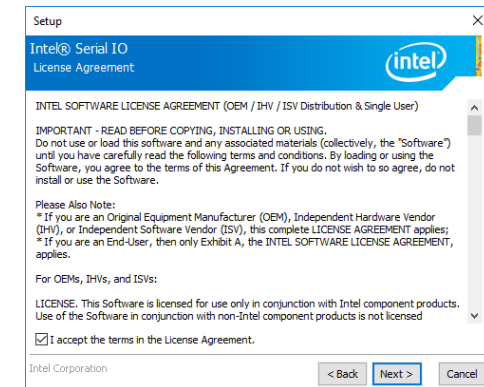 Setup
Intel® Serial IO
License Agreement
intel
INTEL SOFTWARE LICENSE AGREEMENT (OEM / IHV / ISV Distribution & Single User)
IMPORTANT - READ BEFORE COPYING, INSTALLING OR USING.
Do not use or load this software and any associated materials (collectively, the "Software")
until you have carefully read the following terms and conditions. By loading or using the
Software, you agree to the terms of this Agreement. If you do not wish to so agree, do not
install or use the Software.
Please Also Note:
* If you are an Original Equipment Manufacturer (OEM), Independent Hardware Vendor
(IHV), or Independent Software Vendor (ISV), this complete LICENSE AGREEMENT applies;
* If you are an End-User, then only Exhibit A, the INTEL SOFTWARE LICENSE AGREEMENT,
applies.
For OEMs, IHVs, and ISVs:
LICENSE. This Software is licensed for use only in conjunction with Intel component products.
Use of the Software in conjunction with non-Intel component products is not licensed
I accept the terms in the License Agreement.
Intel Corporation
< Back Next > Cancel